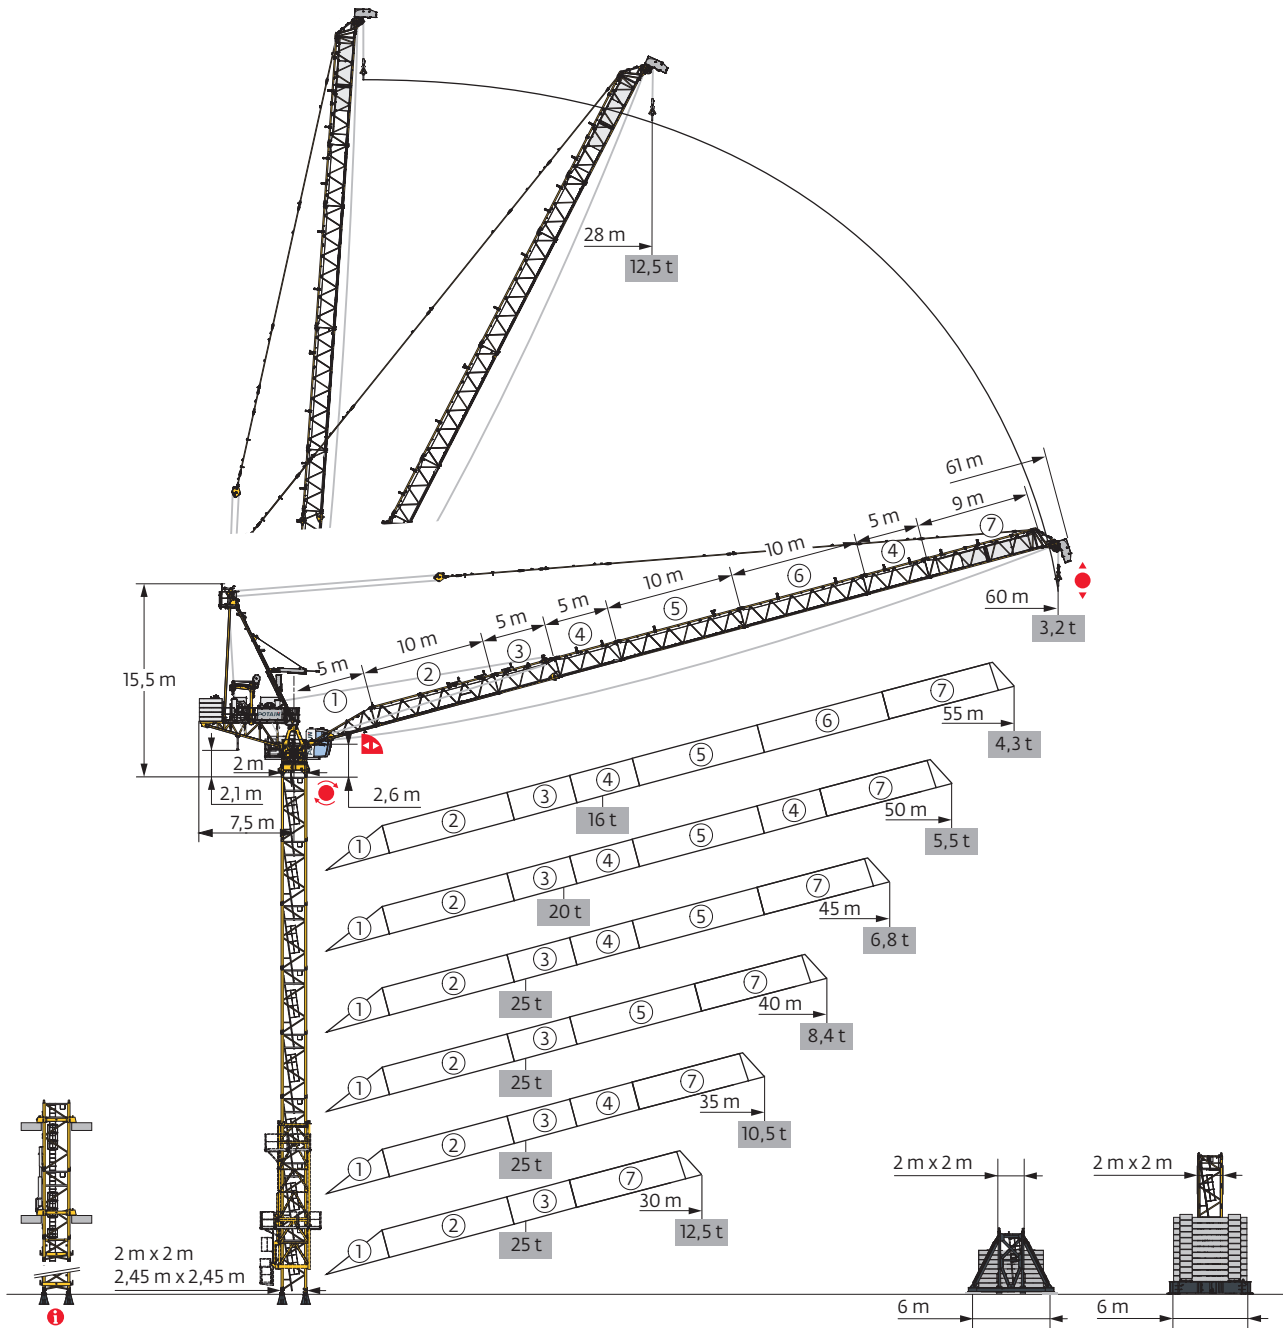 28 m
12,5 t
61 m
9 m
5 m
10 m
10 m
5 m
5 m
10 m
5 m
⑦
④
⑥
⑤
④
③
②
①
60 m
3,2 t
15,5 m
POTAIN
2 m
2,1 m
7,5 m
2,6 m
① ② ③ ④ ⑤ ⑥ ⑦
55 m
4,3 t
16 t
① ② ③ ④ ⑤ ④ ⑦
50 m
5,5 t
20 t
① ② ③ ④ ⑤ ⑦
45 m
6,8 t
25 t
① ② ③ ⑤ ⑦
40 m
8,4 t
25 t
① ② ③ ④ ⑦
35 m
10,5 t
25 t
① ② ③ ⑦
30 m
12,5 t
25 t
2 m x 2 m
2,45 m x 2,45 m
i
2 m x 2 m
6 m
2 m x 2 m
6 m